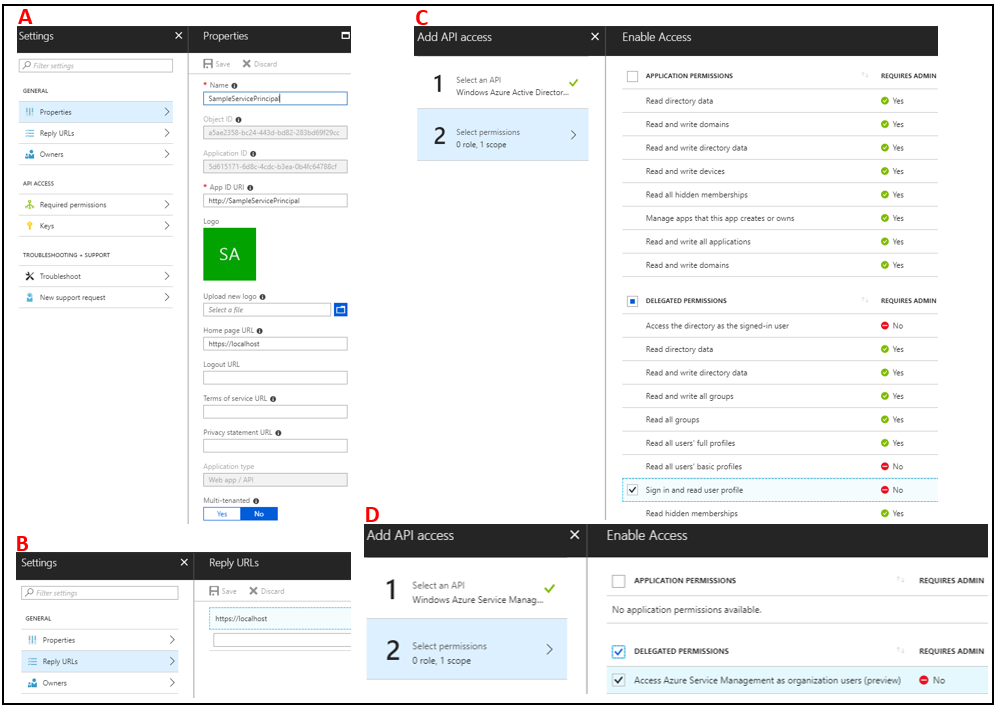 A
Settings
Properties
Filter settings
Save Discard
GENERAL
Properties
Reply URLs
Owners
API ACCESS
Required permissions
Keys
TROUBLESHOOTING + SUPPORT
Troubleshoot
New support request
* Name
SampleServicePrincipal
Object ID
a5ae2358-bc24-443d-bd82-283bd69f29cc
Application ID
5d615171-6d8c-4cdc-b3ea-0b4fc64788cf
* App ID URI
http://SampleServicePrincipal
Logo
SA
Upload new logo
Select a file
Home page URL
https://localhost
Logout URL
Terms of service URL
Privacy statement URL
Application type
Web app / API
Multi-tenanted
Yes No
B
Settings
Reply URLs
Filter settings
Save Discard
GENERAL
Properties
Reply URLs
Owners
https://localhost
C
Add API access
Enable Access
1
Select an API
Windows Azure Active Director...
2
Select permissions
0 role, 1 scope
APPLICATION PERMISSIONS REQUIRES ADMIN
Read directory data Yes
Read and write domains Yes
Read and write directory data Yes
Read and write devices Yes
Read all hidden memberships Yes
Manage apps that this app creates or owns Yes
Read and write all applications Yes
Read and write domains Yes
DELEGATED PERMISSIONS REQUIRES ADMIN
Access the directory as the signed-in user No
Read directory data Yes
Read and write directory data Yes
Read and write all groups Yes
Read all groups Yes
Read all users' full profiles Yes
Read all users' basic profiles No
Sign in and read user profile No
Read hidden memberships Yes
D
Add API access
Enable Access
1
Select an API
Windows Azure Service Manag...
2
Select permissions
0 role, 1 scope
APPLICATION PERMISSIONS REQUIRES ADMIN
No application permissions available.
DELEGATED PERMISSIONS REQUIRES ADMIN
Access Azure Service Management as organization users (preview) No